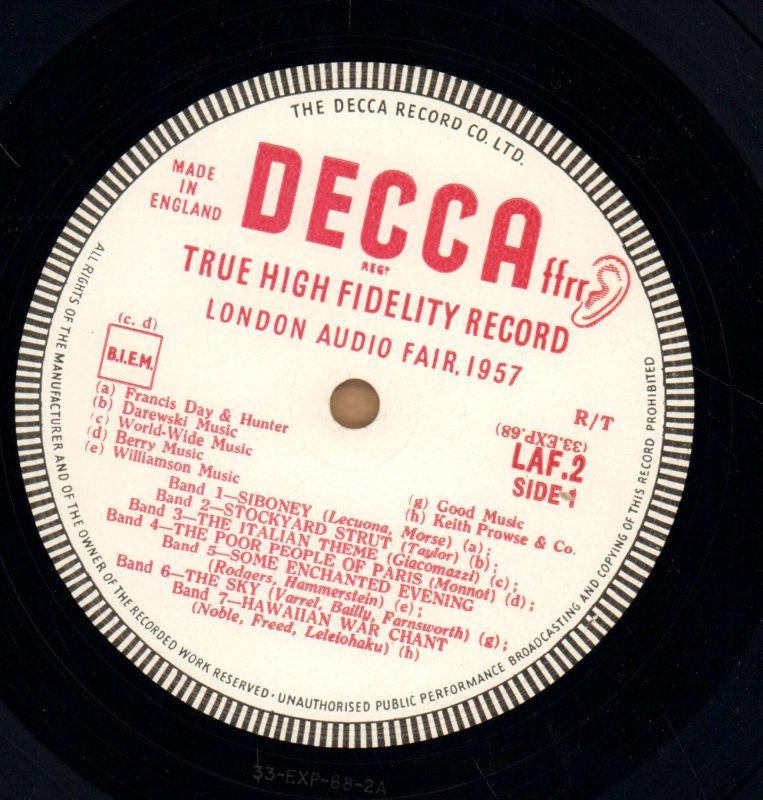 THE DECCA RECORD CO. LTD.
MADE
IN
ENGLAND
DECCA
REGD
ffrr
TRUE HIGH FIDELITY RECORD
LONDON AUDIO FAIR, 1957
(c, d)
B.I.E.M.
R/T
(33.EXP.68)
LAF.2
SIDE 1
(a) Francis Day & Hunter
(b) Darewski Music
(c) World-Wide Music
(d) Berry Music
(e) Williamson Music
(g) Good Music
(h) Keith Prowse & Co.
Band 1—SIBONEY (Lecuona, Morse) (a);
Band 2—STOCKYARD STRUT (Taylor) (b);
Band 3—THE ITALIAN THEME (Giacomazzi) (c);
Band 4—THE POOR PEOPLE OF PARIS (Monnot) (d);
Band 5—SOME ENCHANTED EVENING
(Rodgers, Hammerstein) (e);
Band 6—THE SKY (Varrel, Bailly, Farnsworth) (g);
Band 7—HAWAIIAN WAR CHANT
(Noble, Freed, Leleiohaku) (h)
ALL RIGHTS OF THE MANUFACTURER AND OF THE OWNER OF THE RECORDED WORK RESERVED · UNAUTHORISED PUBLIC PERFORMANCE BROADCASTING AND COPYING OF THIS RECORD PROHIBITED
33-EXP-68-2A